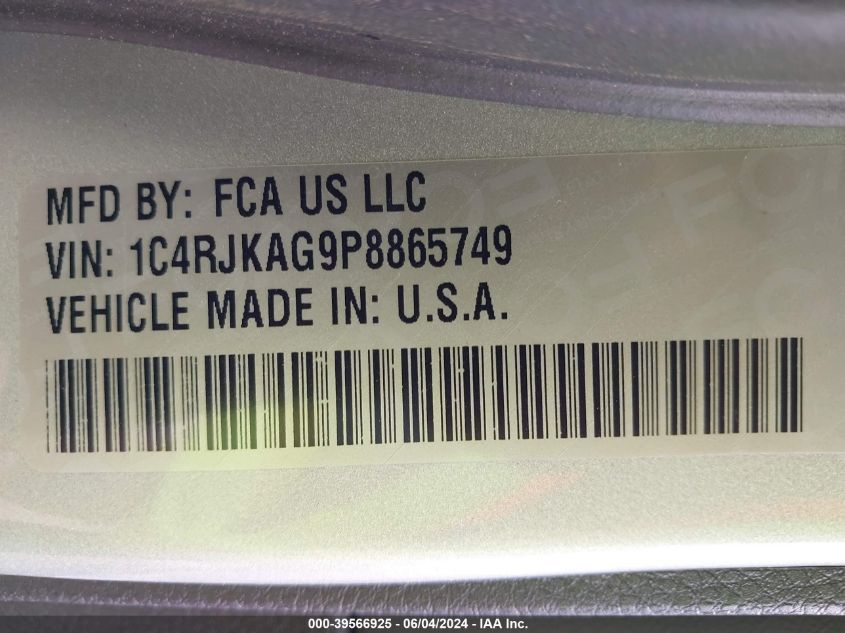 MFD BY: FCA US LLC
VIN: 1C4RJKAG9P8865749
VEHICLE MADE IN: U.S.A.
000-39566925 - 06/04/2024 - IAA Inc.